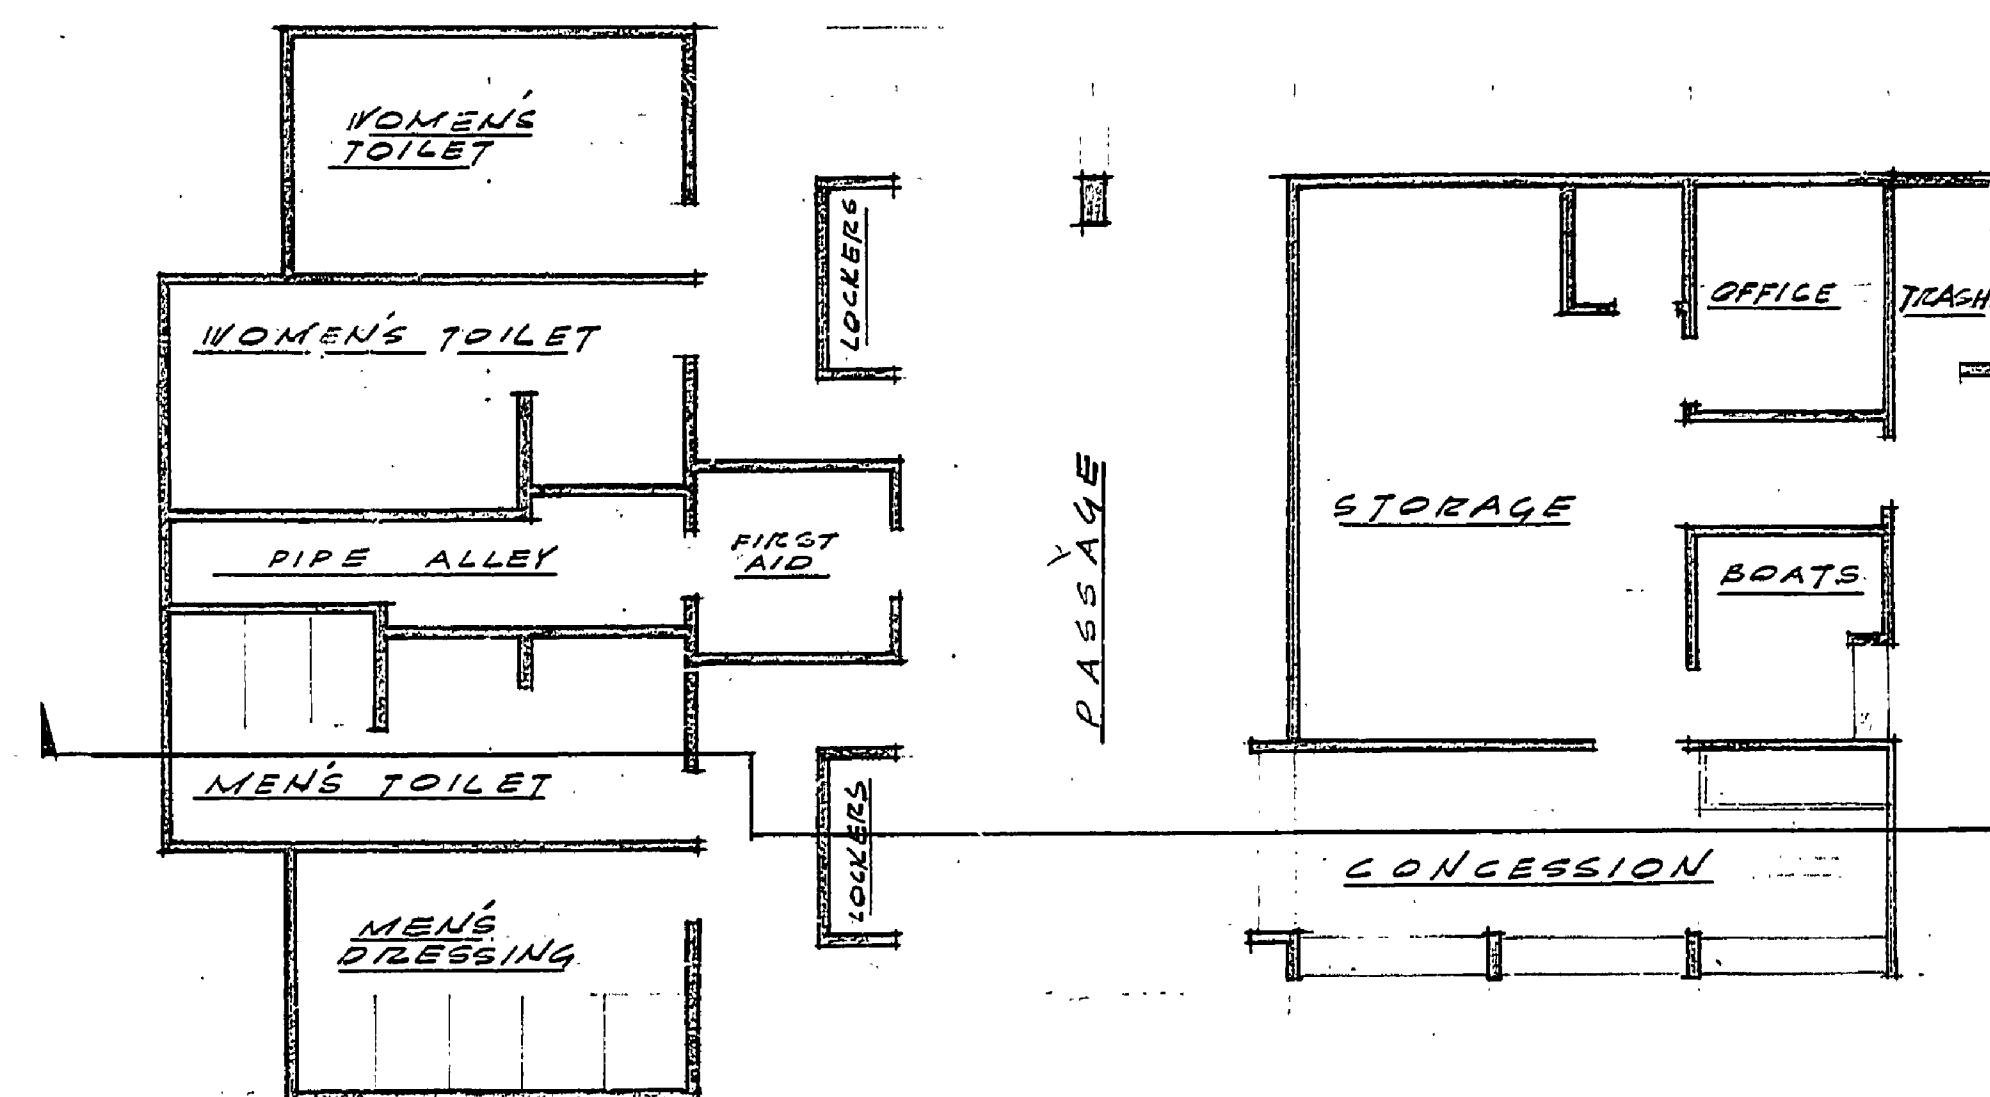 WOMEN'S
TOILET
LOCKERS
WOMEN'S TOILET
OFFICE
TRASH
STORAGE
PASSAGE
PIPE ALLEY
FIRST
AID
BOATS
MEN'S TOILET
LOCKERS
CONCESSION
MEN'S
DRESSING